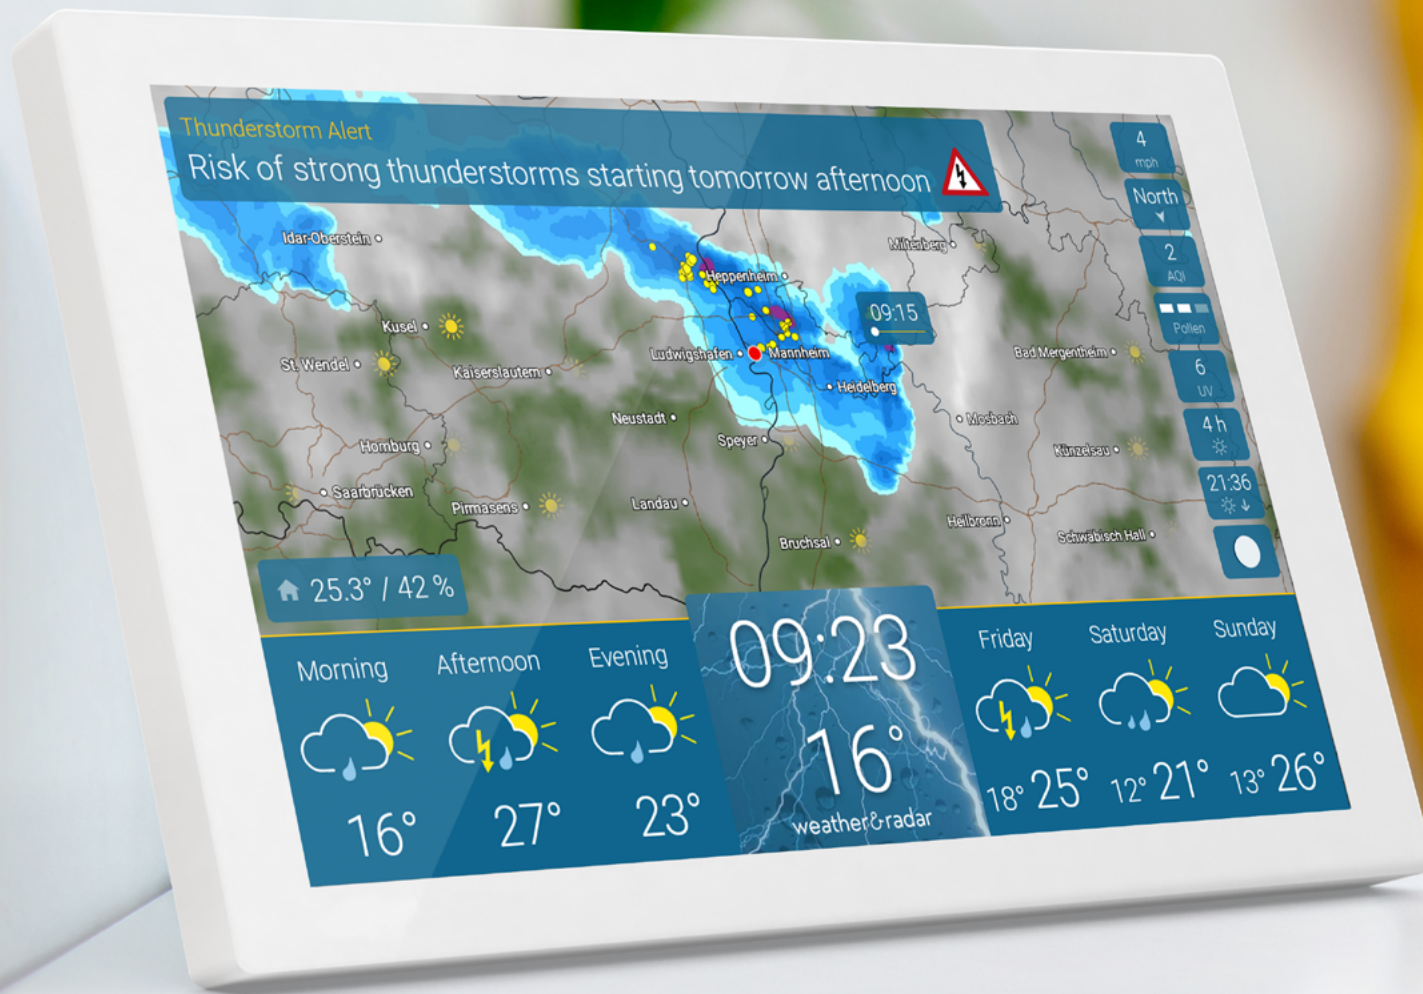 Thunderstorm Alert
Risk of strong thunderstorms starting tomorrow afternoon
4
mph
North
2
AQI
Pollen
6
UV
4 h
21:36
Idar-Oberstein
Miltenberg
Heppenheim
09:15
Kusel
St. Wendel
Kaiserslautern
Ludwigshafen
Mannheim
Bad Mergentheim
Heidelberg
Neustadt
Mosbach
Homburg
Speyer
Künzelsau
Saarbrücken
Pirmasens
Landau
Heilbronn
Bruchsal
Schwäbisch Hall
25.3° / 42 %
Morning
16°
Afternoon
27°
Evening
23°
09:23
16°
weather&radar
Friday
18° 25°
Saturday
12° 21°
Sunday
13° 26°